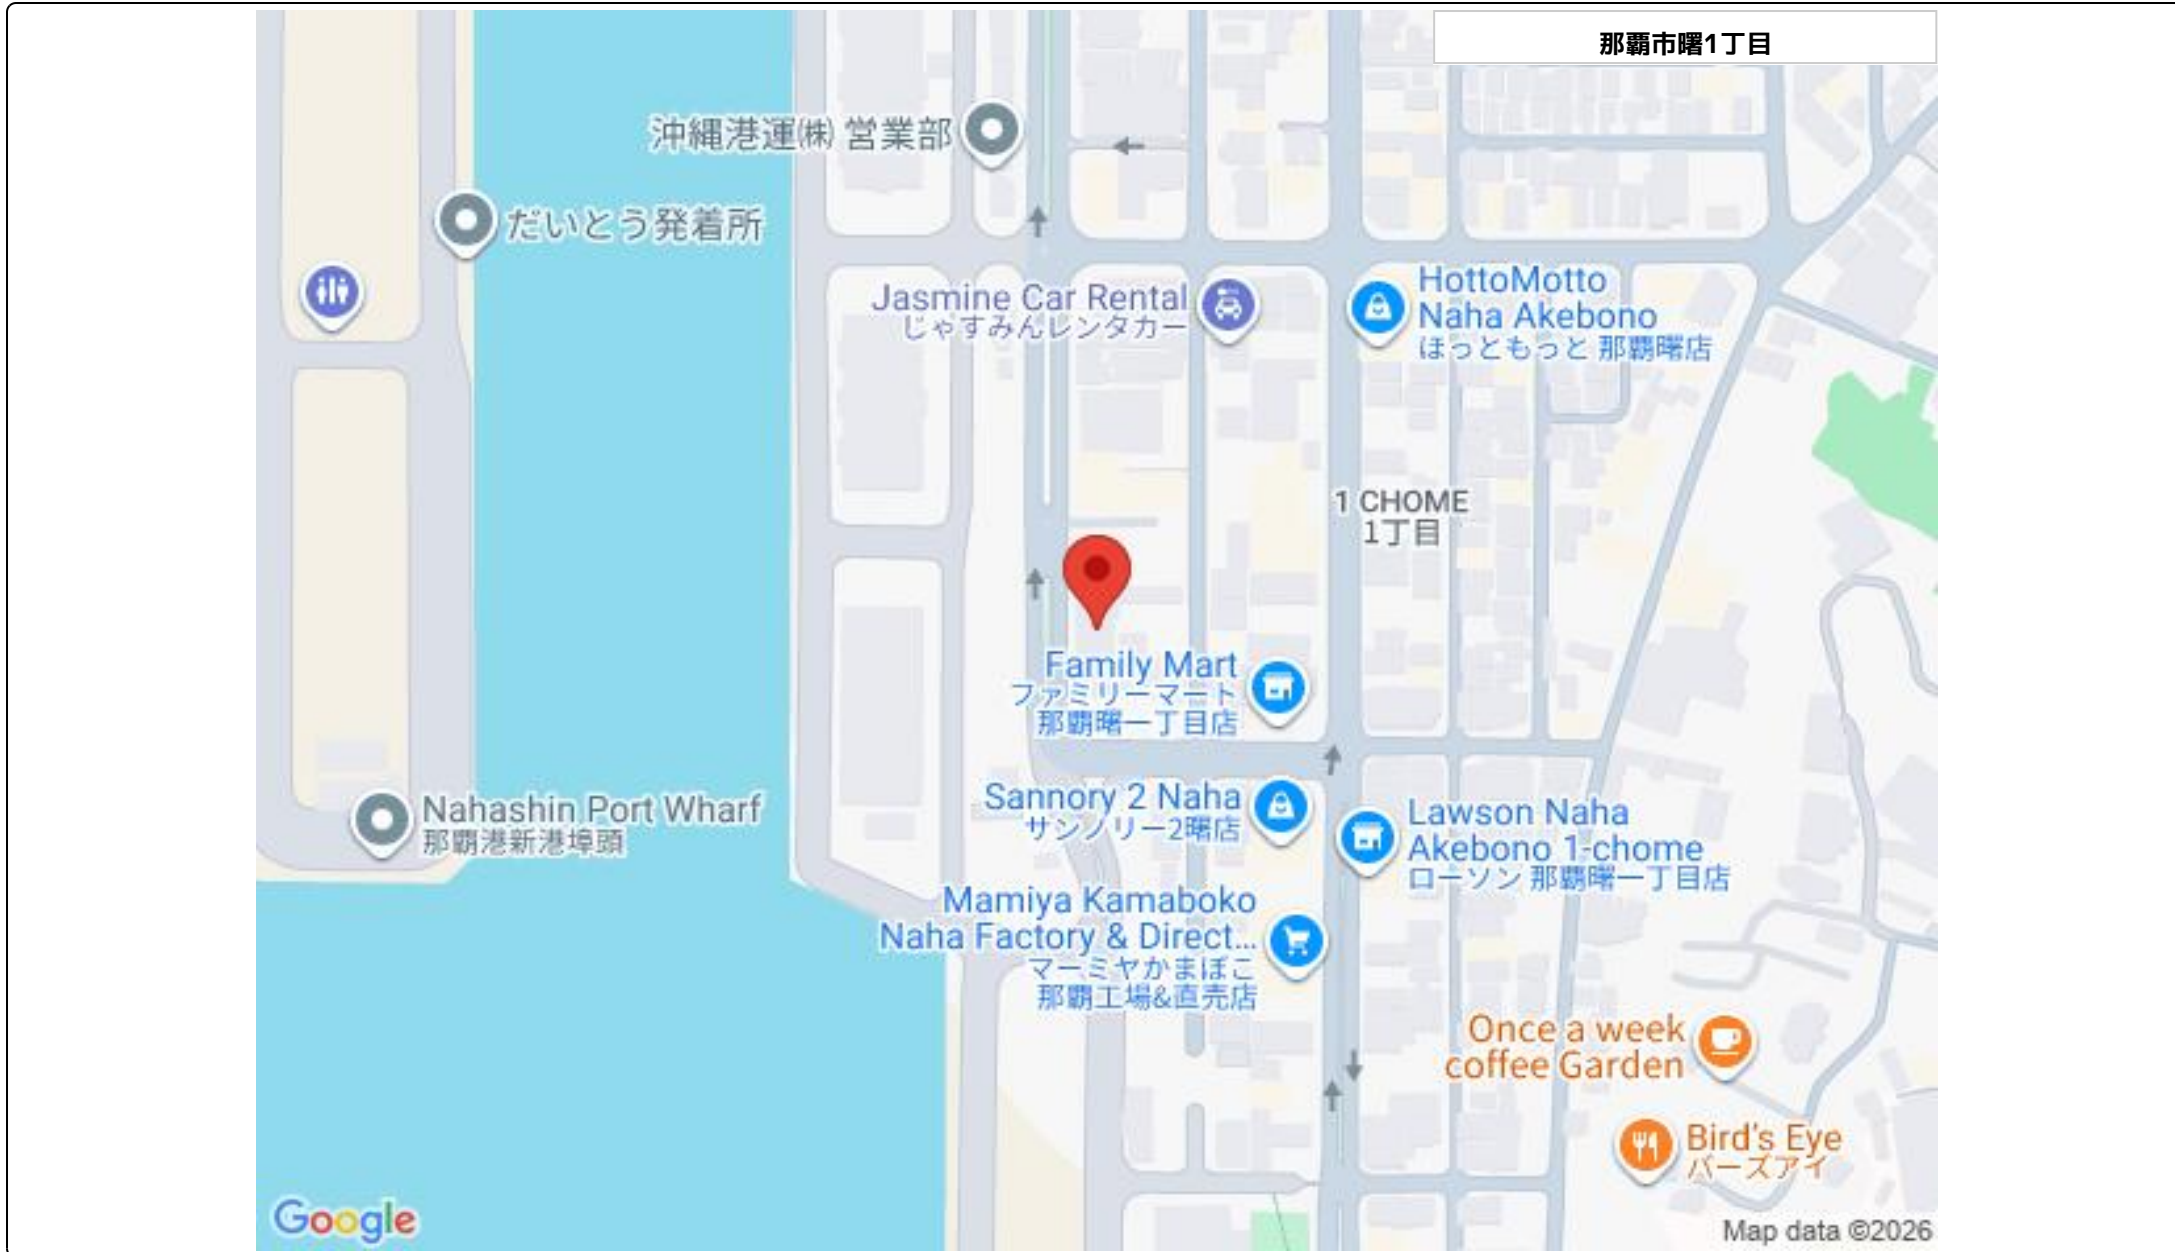 那覇市曙1丁目
沖縄港運㈱ 営業部
だいとう発着所
Jasmine Car Rental
じゃすみんレンタカー
HottoMotto
Naha Akebono
ほっともっと 那覇曙店
1 CHOME
1丁目
Family Mart
ファミリーマート
那覇曙一丁目店
Sannory 2 Naha
サンノリー2曙店
Lawson Naha
Akebono 1-chome
ローソン 那覇曙一丁目店
Nahashin Port Wharf
那覇港新港埠頭
Mamiya Kamaboko
Naha Factory & Direct...
マーミヤかまぼこ
那覇工場&直売店
Once a week
coffee Garden
Bird's Eye
バーズアイ
Google
Map data ©2026